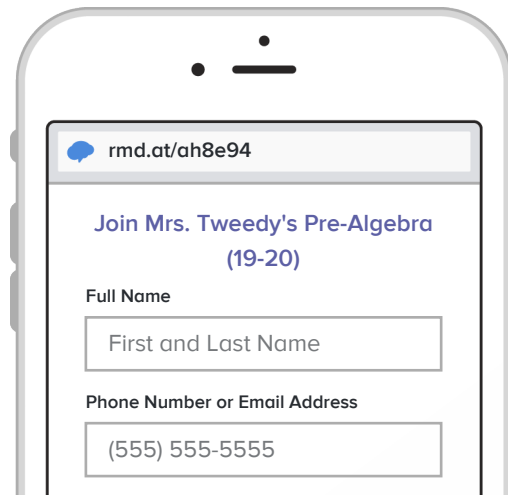 rmd.at/ah8e94
Join Mrs. Tweedy's Pre-Algebra
(19-20)
Full Name
First and Last Name
Phone Number or Email Address
(555) 555-5555